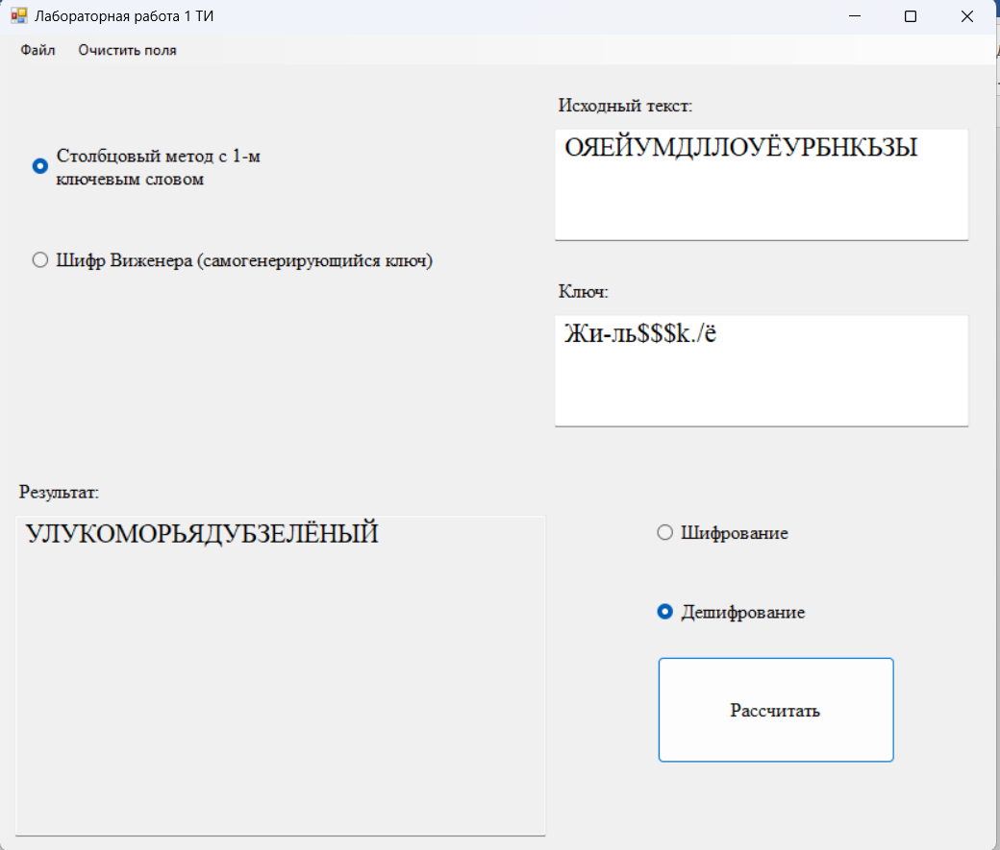 Лабораторная работа 1 ТИ
Файл Очистить поля
Столбцовый метод с 1-м
ключевым словом
Шифр Виженера (самогенерирующийся ключ)
Исходный текст:
ОЯЕЙУМДЛЛОУЁУРБНКЬЗЫ
Ключ:
Жи-ль$$$k./ё
Результат:
УЛУКОМОРЬЯДУБЗЕЛЁНЫЙ
Шифрование
Дешифрование
Рассчитать